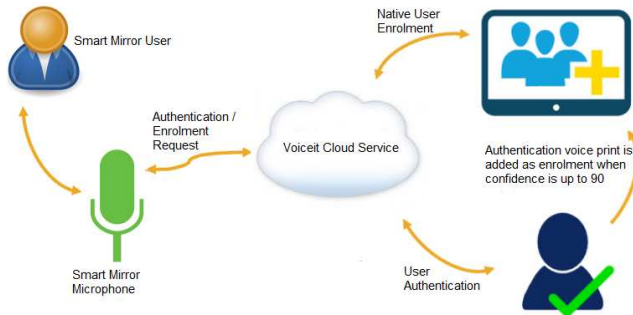 Smart Mirror User
Native User
Enrolment
Authentication /
Enrolment
Request
Voiceit Cloud Service
Authentication voice print is
added as enrolment when
confidence is up to 90
Smart Mirror
Microphone
User
Authentication